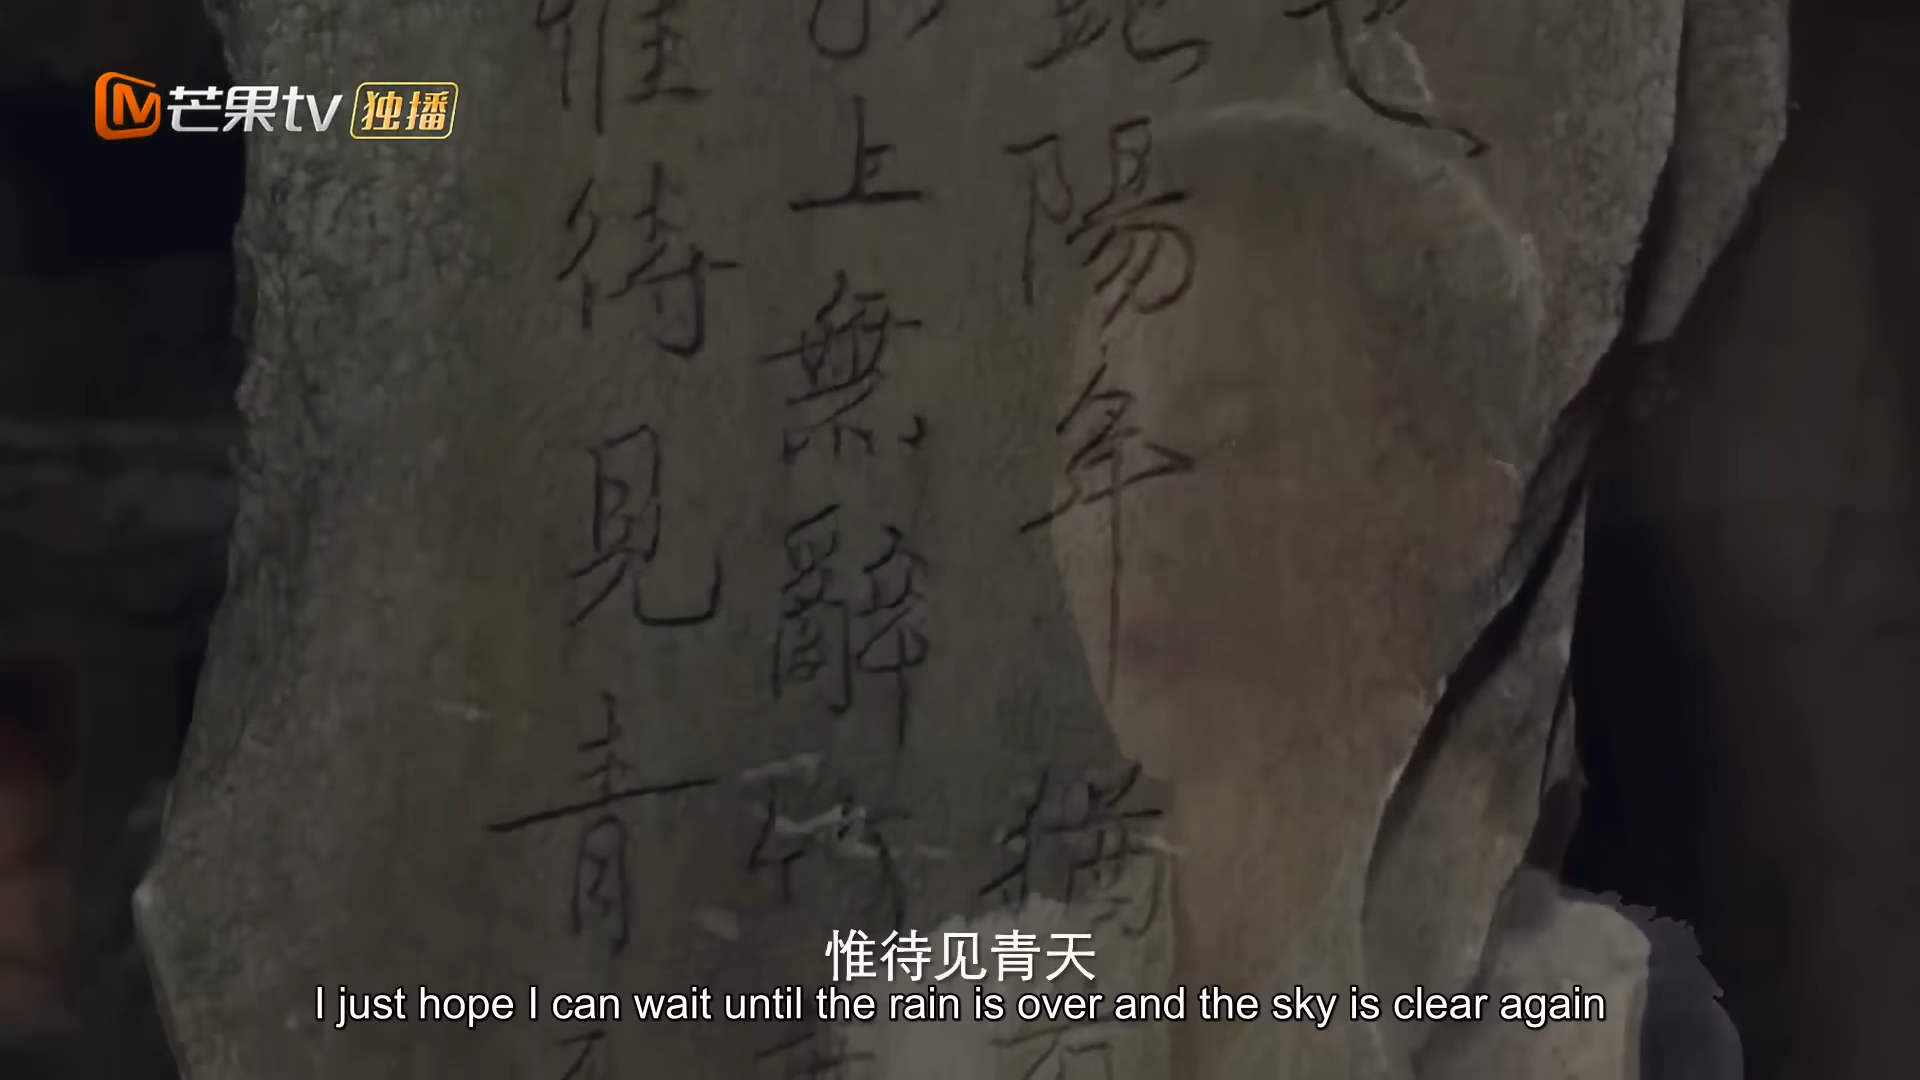 芒果tv 独播
陽年猶
上無辭
惟待見青
惟待见青天
I just hope I can wait until the rain is over and the sky is clear again